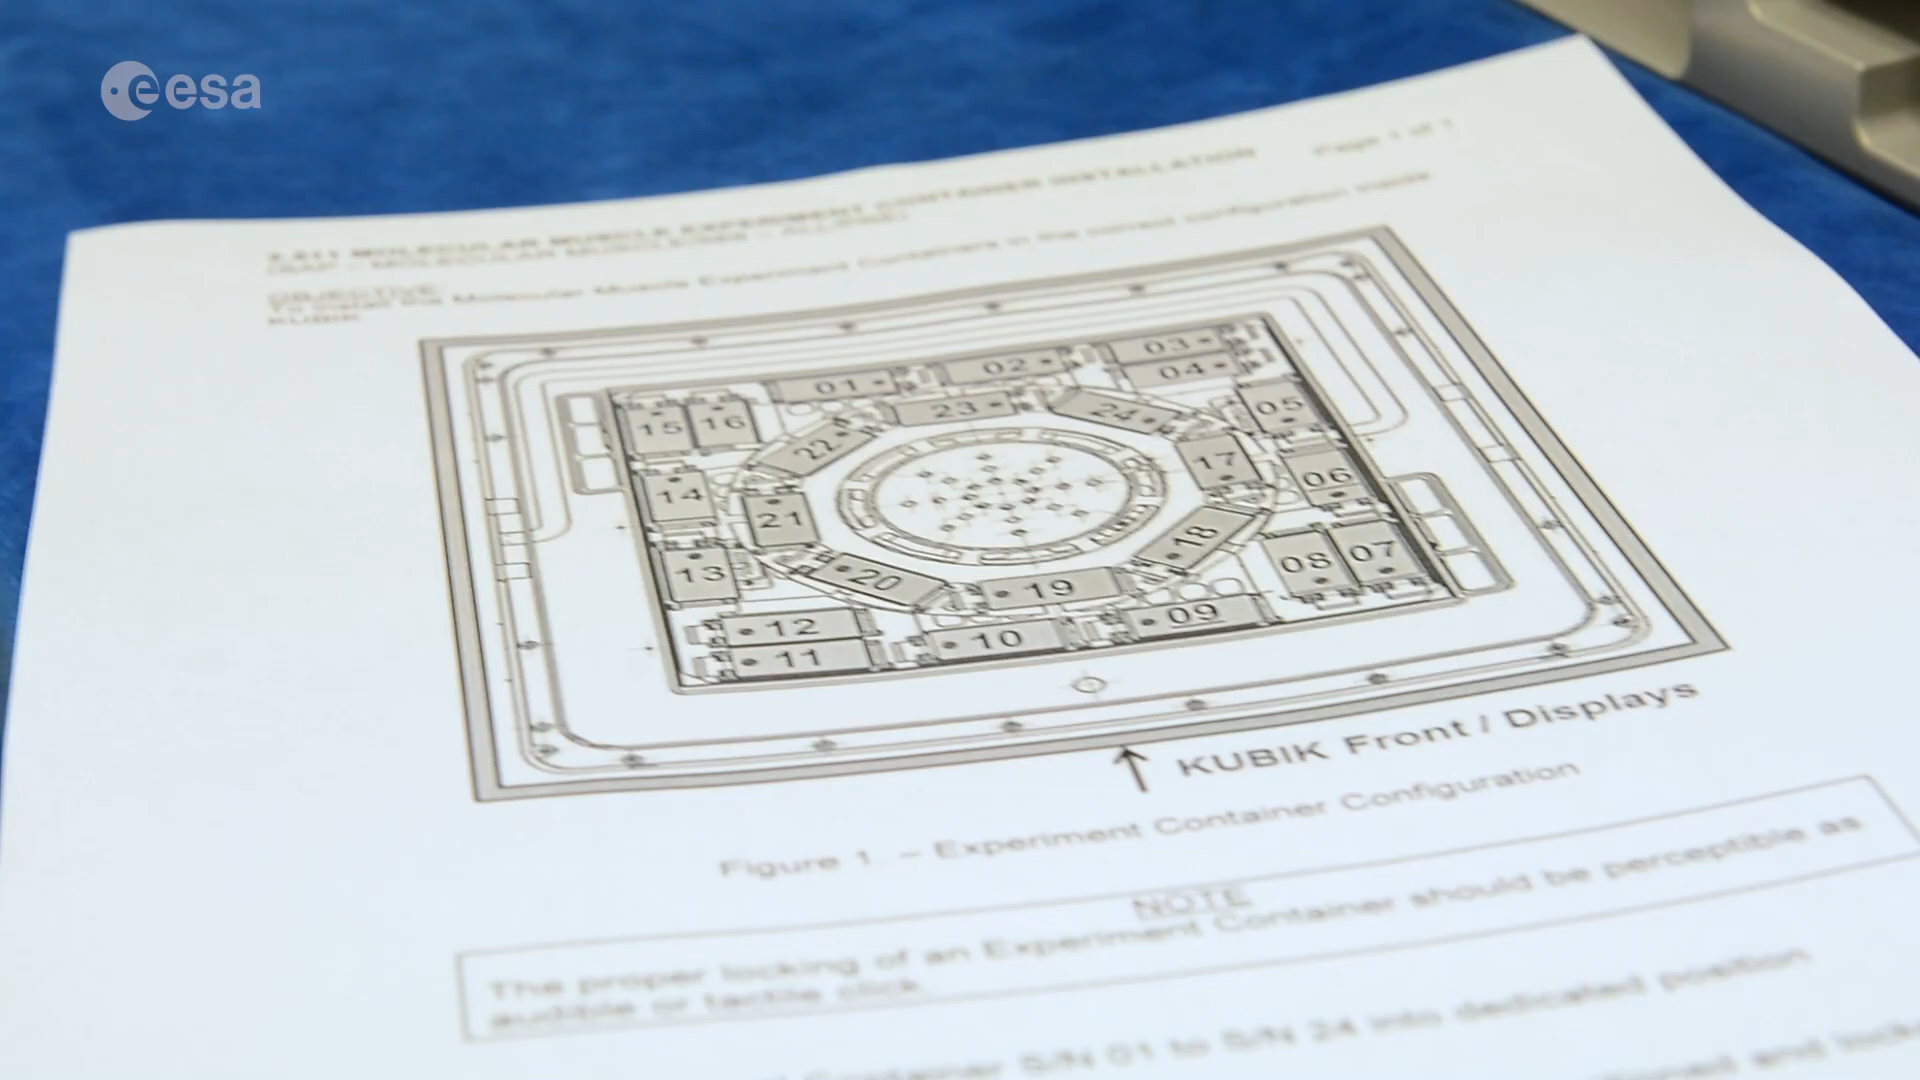 esa
Page 1 of 1
2.011 MOLECULAR MUSCLE EXPERIMENT CONTAINER INSTALLATION
OBJECTIVE:
To install the Molecular Muscle Experiment Containers in the correct configuration inside
KUBIK
01 02 03
04
23 24 05
15 16 22 17 06
14 21 18
13 20 19 08 07
12 10 09
11
KUBIK Front / Displays
Figure 1 – Experiment Container Configuration
NOTE
The proper locking of an Experiment Container should be perceptible as
audible or tactile click.
Container S/N 01 to S/N 24 into dedicated position
and